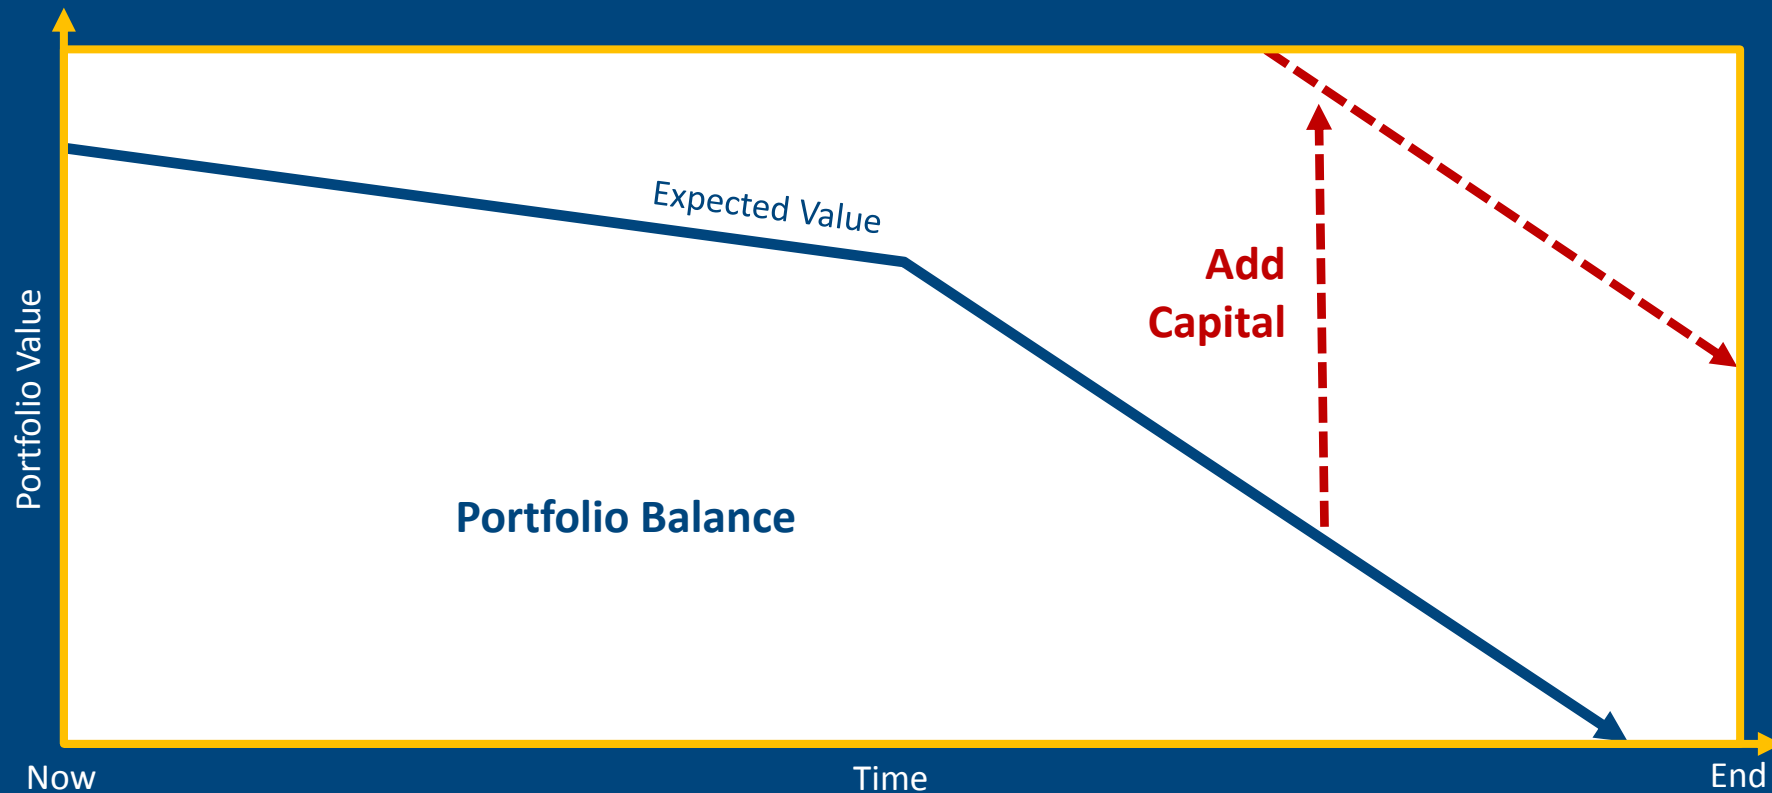 Expected Value
Add
Capital
Portfolio Value
Portfolio Balance
Now
Time
End